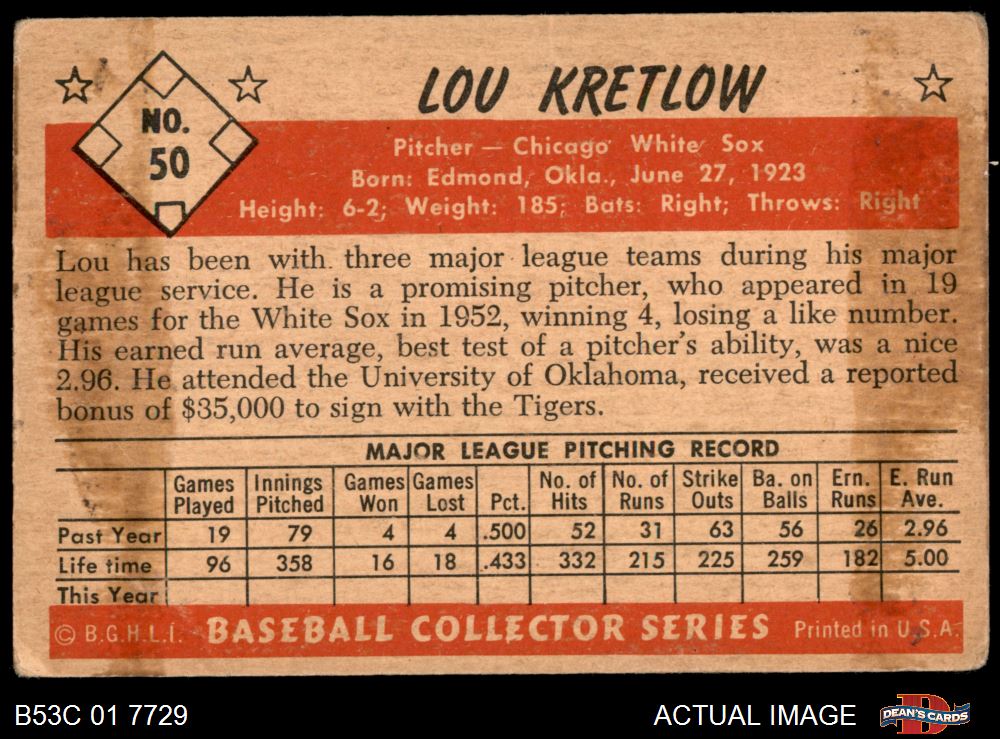 NO.
50
LOU KRETLOW
Pitcher — Chicago White Sox
Born: Edmond, Okla., June 27, 1923
Height: 6-2; Weight: 185; Bats: Right; Throws: Right
Lou has been with three major league teams during his major
league service. He is a promising pitcher, who appeared in 19
games for the White Sox in 1952, winning 4, losing a like number.
His earned run average, best test of a pitcher's ability, was a nice
2.96. He attended the University of Oklahoma, received a reported
bonus of $35,000 to sign with the Tigers.
MAJOR LEAGUE PITCHING RECORD
Games Innings Games Games No. of No. of Strike Ba. on Ern. E. Run
Played Pitched Won Lost Pct. Hits Runs Outs Balls Runs Ave.
Past Year 19 79 4 4 .500 52 31 63 56 26 2.96
Life time 96 358 16 18 .433 332 215 225 259 182 5.00
This Year
© B.G.H.L.I. BASEBALL COLLECTOR SERIES Printed in U.S.A.
B53C 01 7729 ACTUAL IMAGE DEAN'S CARDS